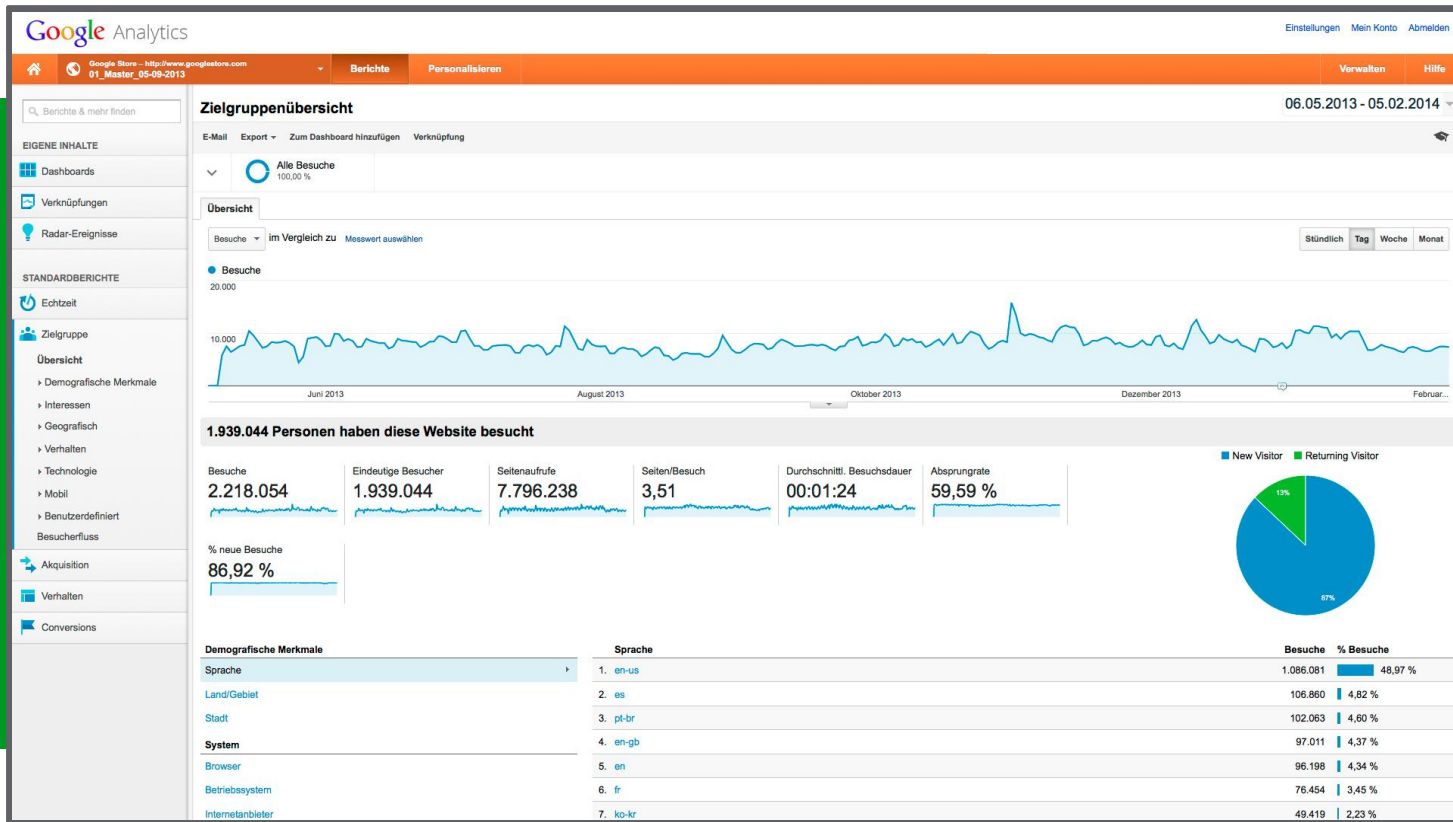 Google Analytics
Einstellungen Mein Konto Abmelden
Google Store – http://www.googlestore.com
01_Master_05-09-2013
Berichte Personalisieren Verwalten Hilfe
Berichte & mehr finden
EIGENE INHALTE
Dashboards
Verknüpfungen
Radar-Ereignisse
STANDARDBERICHTE
Echtzeit
Zielgruppe
Übersicht
Demografische Merkmale
Interessen
Geografisch
Verhalten
Technologie
Mobil
Benutzerdefiniert
Besucherfluss
Akquisition
Verhalten
Conversions
Zielgruppenübersicht
06.05.2013 - 05.02.2014
E-Mail Export Zum Dashboard hinzufügen Verknüpfung
Alle Besuche
100,00 %
Übersicht
Besuche im Vergleich zu Messwert auswählen
Stündlich Tag Woche Monat
Besuche
20.000
10.000
Juni 2013 August 2013 Oktober 2013 Dezember 2013 Februar...
1.939.044 Personen haben diese Website besucht
Besuche
2.218.054
Eindeutige Besucher
1.939.044
Seitenaufrufe
7.796.238
Seiten/Besuch
3,51
Durchschnittl. Besuchsdauer
00:01:24
Absprungrate
59,59 %
% neue Besuche
86,92 %
New Visitor Returning Visitor
13%
87%
Demografische Merkmale
Sprache
Land/Gebiet
Stadt
System
Browser
Betriebssystem
Internetanbieter
Sprache Besuche % Besuche
1. en-us 1.086.081 48,97 %
2. es 106.860 4,82 %
3. pt-br 102.063 4,60 %
4. en-gb 97.011 4,37 %
5. en 96.198 4,34 %
6. fr 76.454 3,45 %
7. ko-kr 49.419 2,23 %